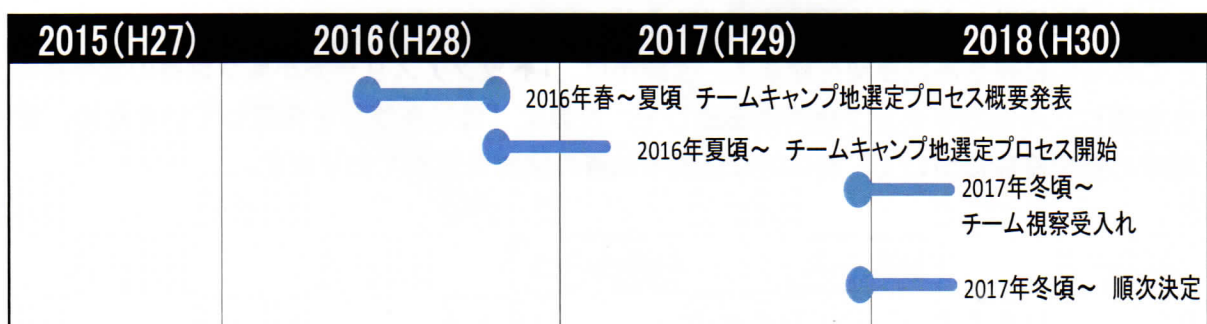 2015(H27) 2016(H28) 2017(H29) 2018(H30)
2016年春～夏頃 チームキャンプ地選定プロセス概要発表
2016年夏頃～ チームキャンプ地選定プロセス開始
2017年冬頃～
チーム視察受入れ
2017年冬頃～ 順次決定